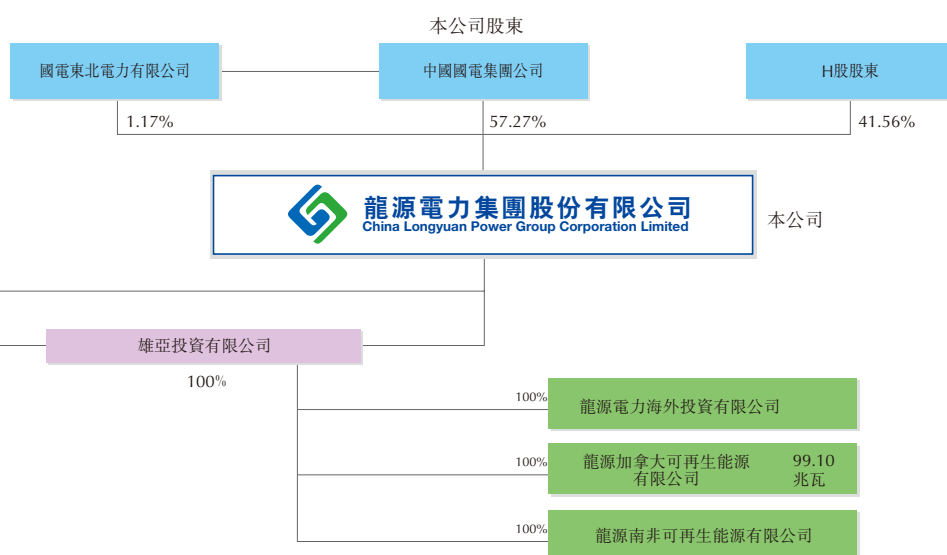 本公司股東
國電東北電力有限公司
中國國電集團公司
H股股東
1.17%
57.27%
41.56%
龍源電力集團股份有限公司
China Longyuan Power Group Corporation Limited
本公司
雄亞投資有限公司
100%
100%
龍源電力海外投資有限公司
100%
龍源加拿大可再生能源
有限公司
99.10
兆瓦
100%
龍源南非可再生能源有限公司